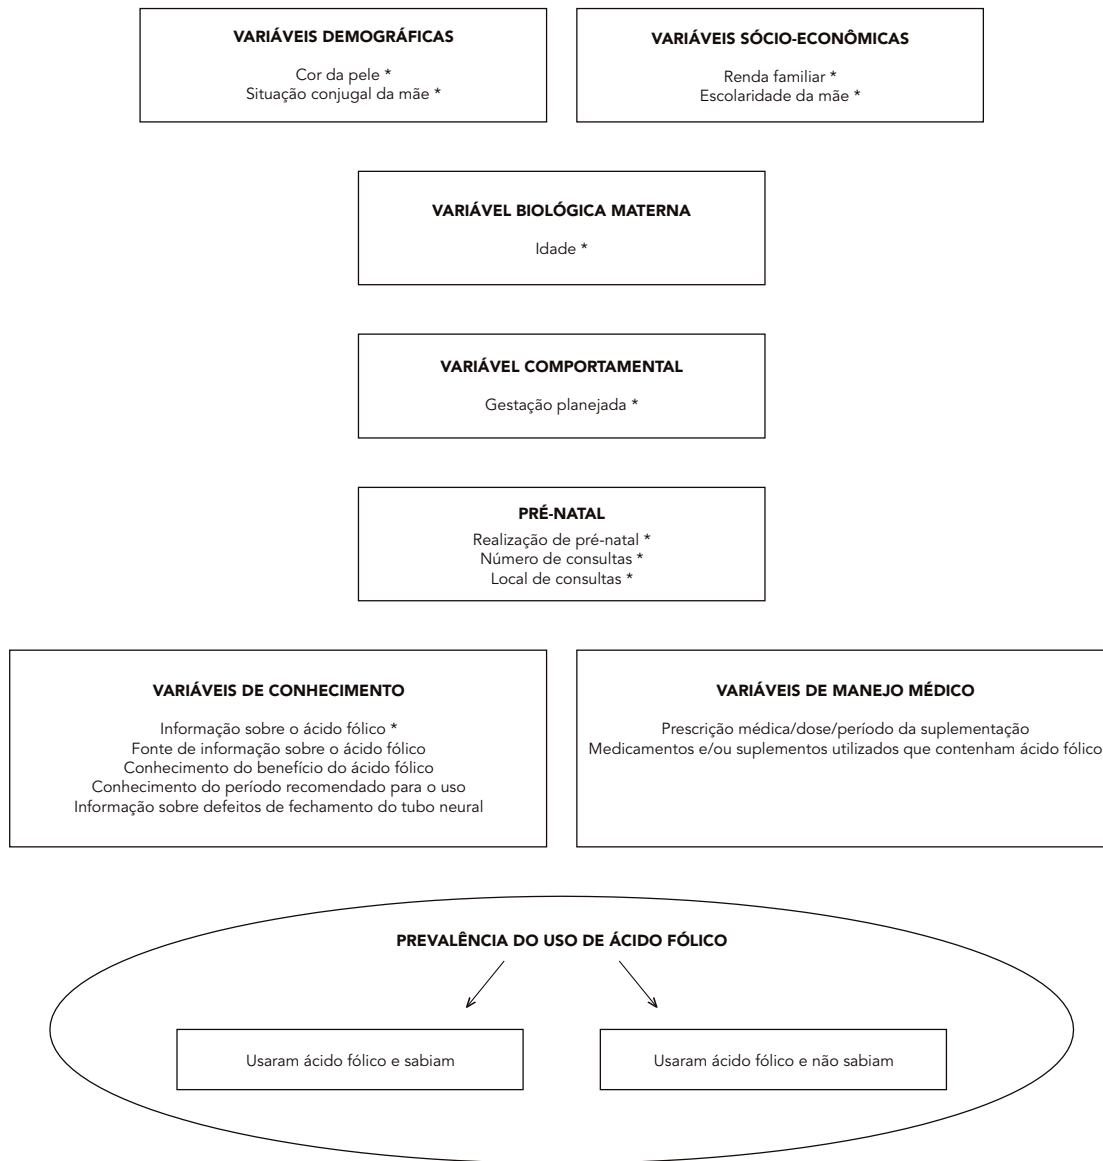 VARIÁVEIS DEMOGRÁFICAS
Cor da pele *
Situação conjugal da mãe *
VARIÁVEIS SÓCIO-ECONÔMICAS
Renda familiar *
Escolaridade da mãe *
VARIÁVEL BIOLÓGICA MATERNA
Idade *
VARIÁVEL COMPORTAMENTAL
Gestação planejada *
PRÉ-NATAL
Realização de pré-natal *
Número de consultas *
Local de consultas *
VARIÁVEIS DE CONHECIMENTO
Informação sobre o ácido fólico *
Fonte de informação sobre o ácido fólico
Conhecimento do benefício do ácido fólico
Conhecimento do período recomendado para o uso
Informação sobre defeitos de fechamento do tubo neural
VARIÁVEIS DE MANEJO MÉDICO
Prescrição médica/dose/período da suplementação
Medicamentos e/ou suplementos utilizados que contenham ácido fólico
PREVALÊNCIA DO USO DE ÁCIDO FÓLICO
Usaram ácido fólico e sabiam
Usaram ácido fólico e não sabiam